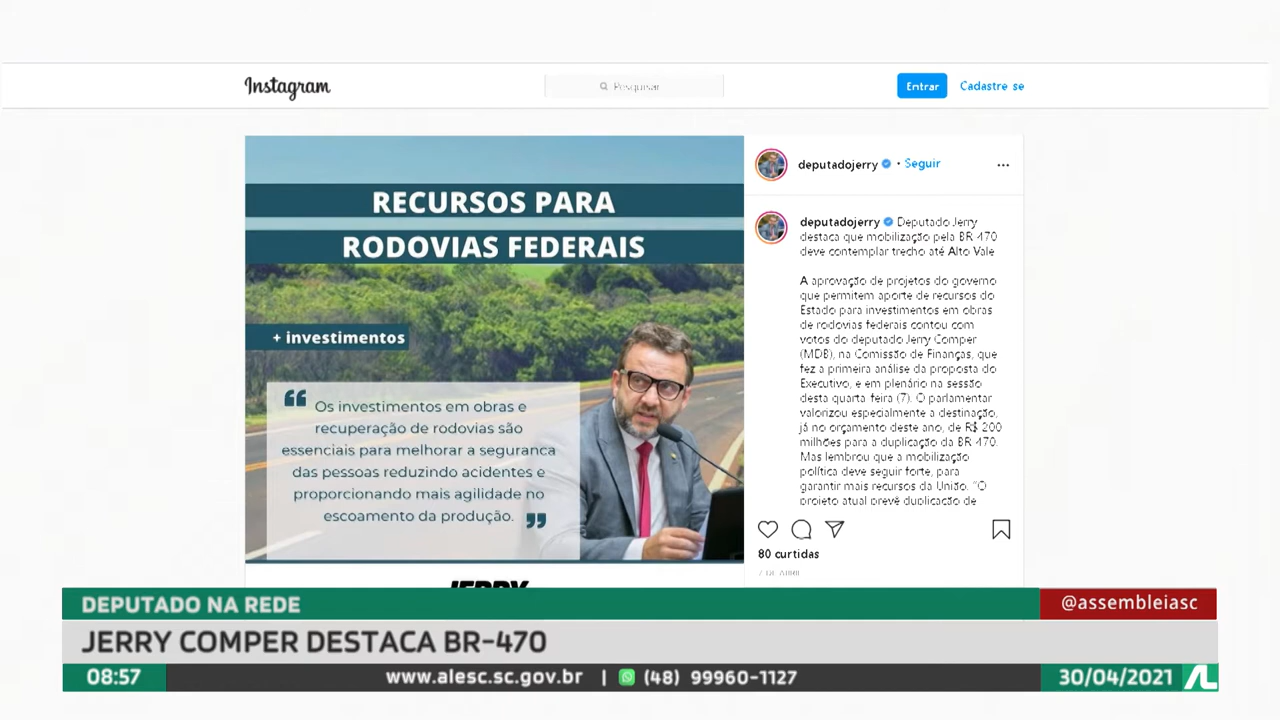 Instagram
Pesquisar
Entrar
Cadastre se
RECURSOS PARA
RODOVIAS FEDERAIS
+ investimentos
“ Os investimentos em obras e
recuperação de rodovias são
essenciais para melhorar a seguranca
das pessoas reduzindo acidentes e
proporcionando mais agilidade no
escoamento da produção. ”
JERRY
deputadojerry • Seguir
deputadojerry Deputado Jerry
destaca que mobilização pela BR 470
deve contemplar trecho até Alto Vale
A aprovação de projetos do governo
que permitem aporte de recursos do
Estado para investimentos em obras
de rodovias federais contou com
votos do deputado Jerry Comper
(MDB), na Comissão de Finanças, que
fez a primeira análise da proposta do
Executivo, e em plenário na sessão
desta quarta feira (7). O parlamentar
valorizou especialmente a destinação,
já no orçamento deste ano, de R$ 200
milhões para a duplicação da BR 470.
Mas lembrou que a mobilização
política deve seguir forte, para
garantir mais recursos da União. “O
projeto atual prevê duplicação de
80 curtidas
DEPUTADO NA REDE
@assembleiasc
JERRY COMPER DESTACA BR-470
08:57
www.alesc.sc.gov.br | (48) 99960-1127
30/04/2021
AL